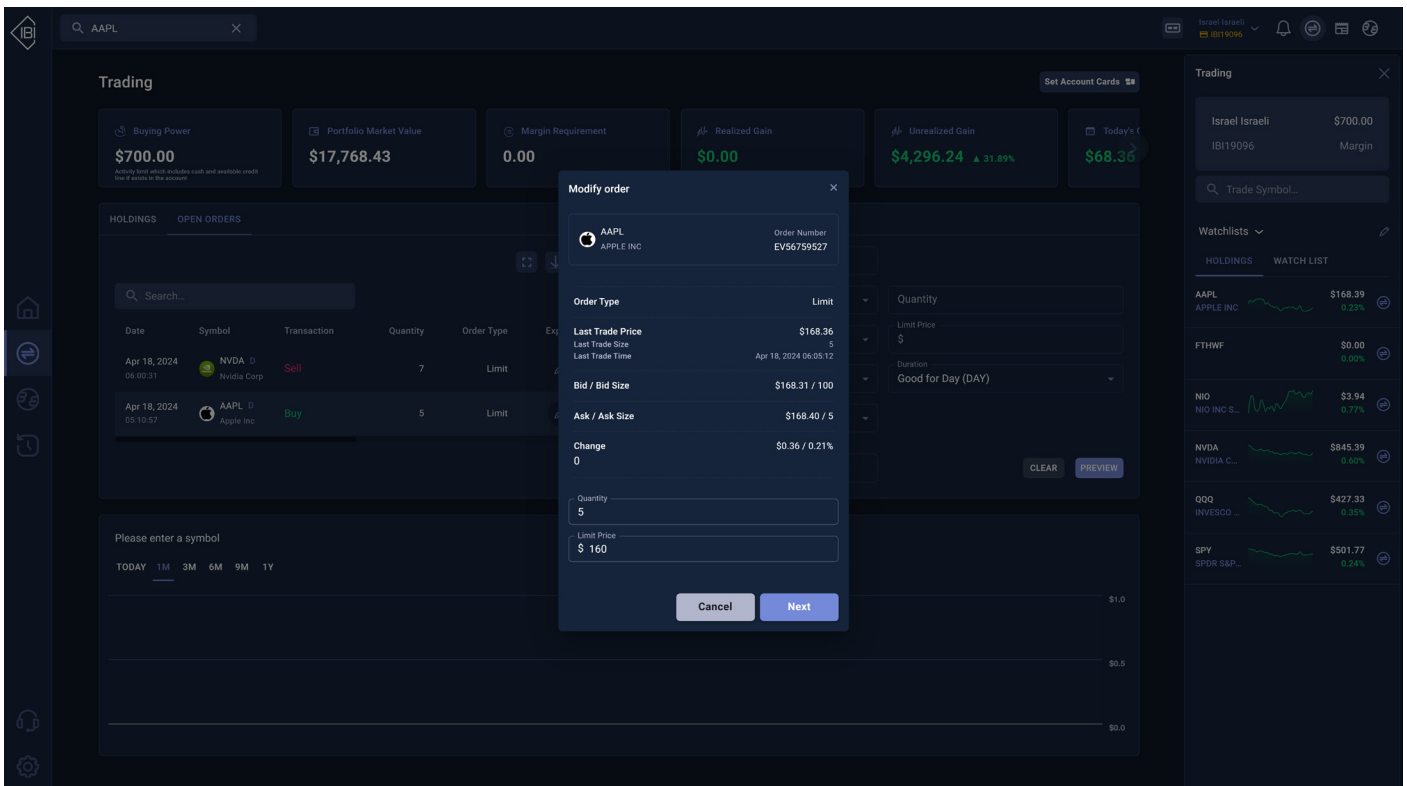 IBI
AAPL
Israel Israeli
IBI19096
Trading
Set Account Cards
Buying Power
$700.00
Activity limit which includes cash and available credit
line if exists in the account
Portfolio Market Value
$17,768.43
Margin Requirement
0.00
Realized Gain
$0.00
Unrealized Gain
$4,296.24 ▲ 31.89%
Today's
$68.36
HOLDINGS OPEN ORDERS
Search...
Date Symbol Transaction Quantity Order Type
Apr 18, 2024 NVDA D Sell 7 Limit
06:00:31 Nvidia Corp
Apr 18, 2024 AAPL D Buy 5 Limit
05:10:57 Apple Inc
Modify order
AAPL
APPLE INC
Order Number
EV56759527
Order Type Limit
Last Trade Price $168.36
Last Trade Size 5
Last Trade Time Apr 18, 2024 06:05:12
Bid / Bid Size $168.31 / 100
Ask / Ask Size $168.40 / 5
Change $0.36 / 0.21%
0
Quantity
5
Limit Price
$ 160
Cancel Next
Quantity
Limit Price
$
Duration
Good for Day (DAY)
CLEAR PREVIEW
Please enter a symbol
TODAY 1M 3M 6M 9M 1Y
$1.0
$0.5
$0.0
Trading
Israel Israeli $700.00
IBI19096 Margin
Trade Symbol...
Watchlists
HOLDINGS WATCH LIST
AAPL $168.39
APPLE INC 0.23%
FTHWF $0.00
0.00%
NIO $3.94
NIO INC S... 0.77%
NVDA $845.39
NVIDIA C... 0.60%
QQQ $427.33
INVESCO ... 0.35%
SPY $501.77
SPDR S&P... 0.24%